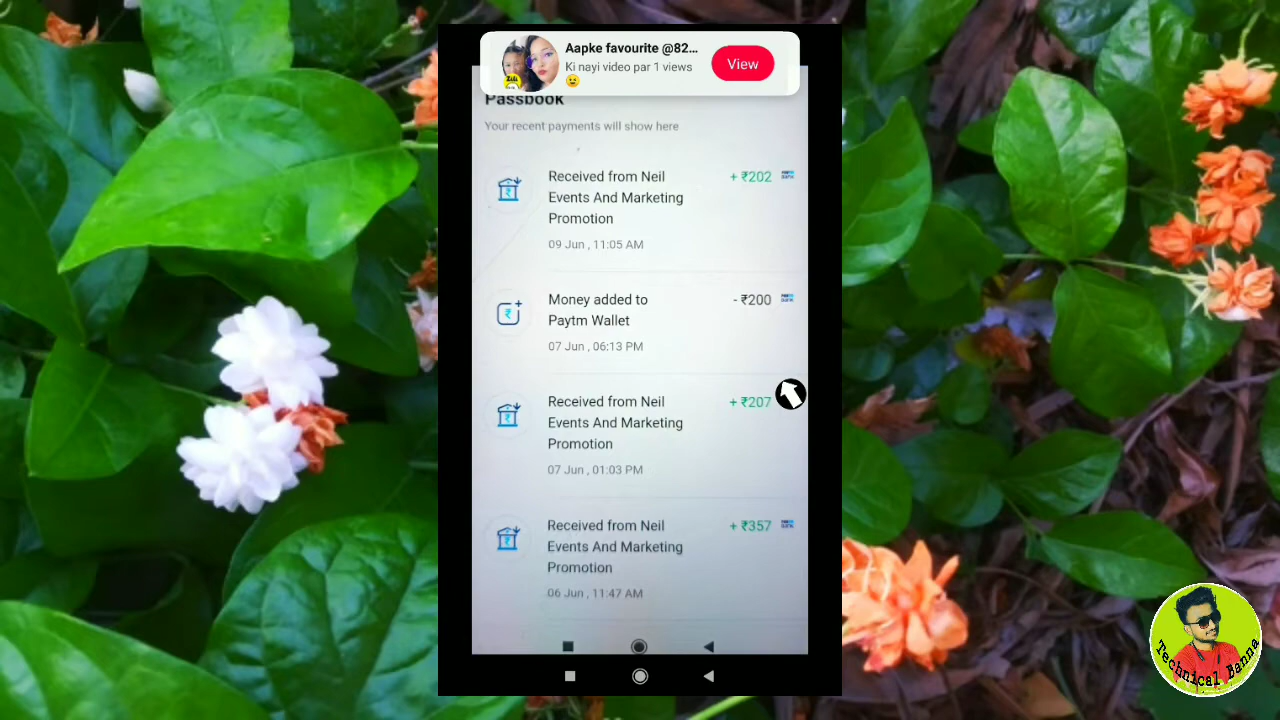 Aapke favourite @82...
Ki nayi video par 1 views
😉
View
Zili
Passbook
Your recent payments will show here
Received from Neil
Events And Marketing
Promotion
+ ₹202
09 Jun , 11:05 AM
Money added to
Paytm Wallet
- ₹200
07 Jun , 06:13 PM
Received from Neil
Events And Marketing
Promotion
+ ₹207
07 Jun , 01:03 PM
Received from Neil
Events And Marketing
Promotion
+ ₹357
06 Jun , 11:47 AM
Technical Banna